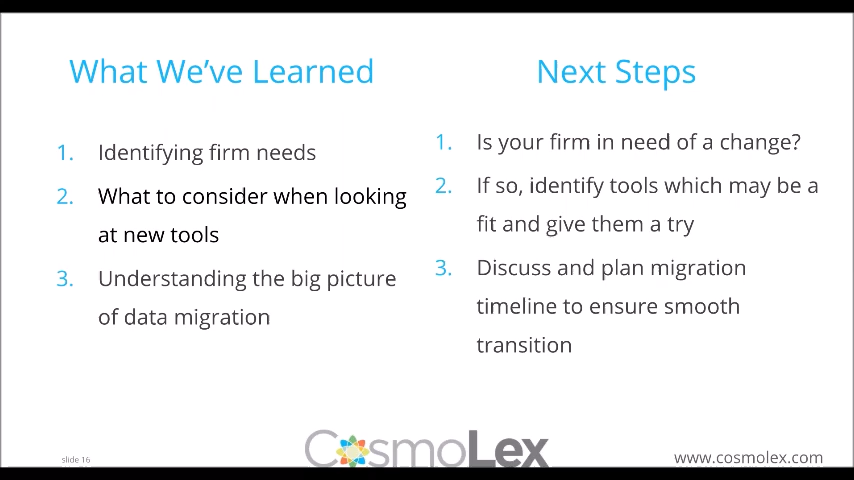 What We've Learned
1. Identifying firm needs
2. What to consider when looking
at new tools
3. Understanding the big picture
of data migration
Next Steps
1. Is your firm in need of a change?
2. If so, identify tools which may be a
fit and give them a try
3. Discuss and plan migration
timeline to ensure smooth
transition
slide 16
CosmoLex
www.cosmolex.com